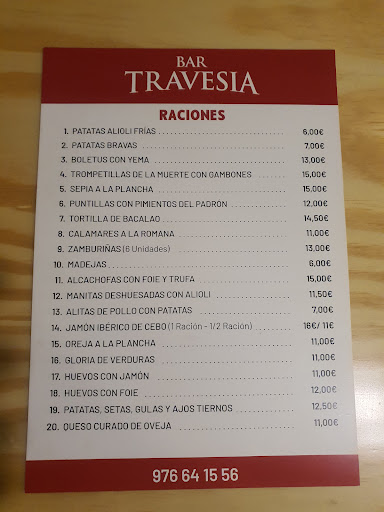 BAR
TRAVESIA
RACIONES
1. PATATAS ALIOLI FRÍAS 6,00€
2. PATATAS BRAVAS 7,00€
3. BOLETUS CON YEMA 13,00€
4. TROMPETILLAS DE LA MUERTE CON GAMBONES 15,00€
5. SEPIA A LA PLANCHA 15,00€
6. PUNTILLAS CON PIMIENTOS DEL PADRÓN 12,00€
7. TORTILLA DE BACALAO 14,50€
8. CALAMARES A LA ROMANA 11,00€
9. ZAMBURIÑAS (6 Unidades) 13,00€
10. MADEJAS 6,00€
11. ALCACHOFAS CON FOIE Y TRUFA 15,00€
12. MANITAS DESHUESADAS CON ALIOLI 11,50€
13. ALITAS DE POLLO CON PATATAS 7,00€
14. JAMÓN IBÉRICO DE CEBO (1 Ración - 1/2 Ración) 16€/ 11€
15. OREJA A LA PLANCHA 11,00€
16. GLORIA DE VERDURAS 11,00€
17. HUEVOS CON JAMÓN 11,00€
18. HUEVOS CON FOIE 12,00€
19. PATATAS, SETAS, GULAS Y AJOS TIERNOS 12,50€
20. QUESO CURADO DE OVEJA 11,00€
976 64 15 56